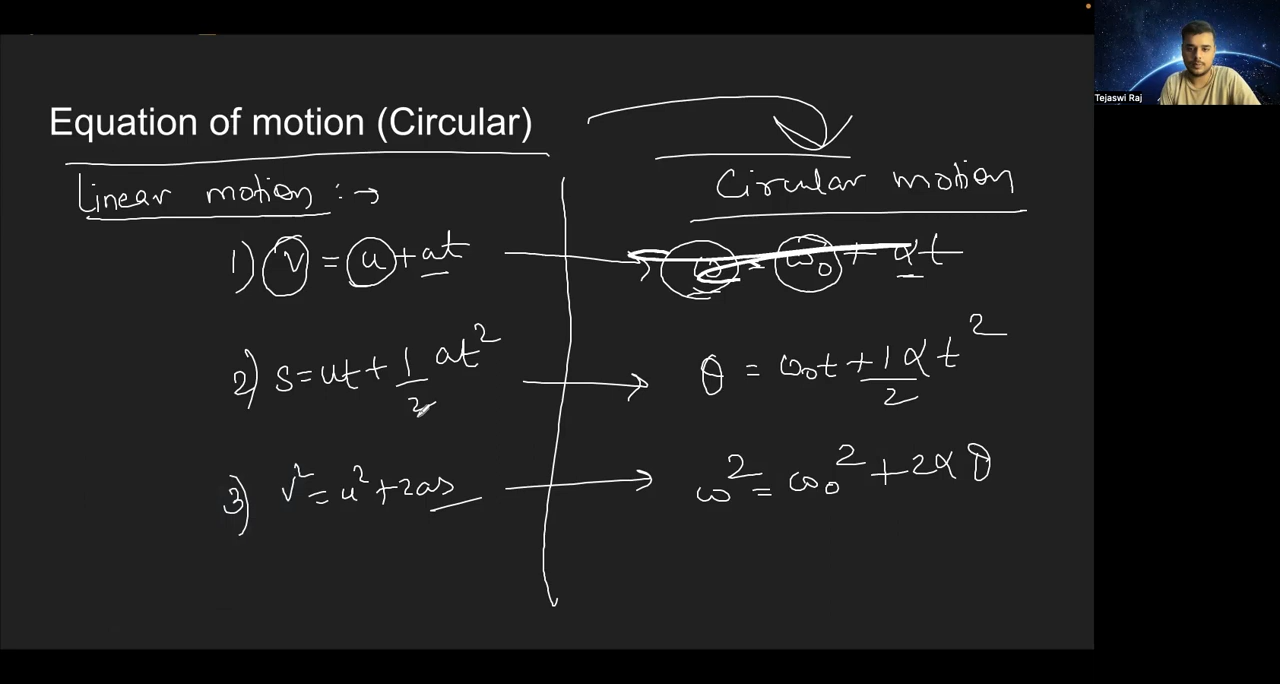 Tejaswi Raj
Equation of motion (Circular)
Linear motion :→
Circular motion
1) v = u + at → ω = ω₀ + αt
2) s = ut + 1/2 at² → θ = ω₀t + 1/2 αt²
3) v² = u² + 2as → ω² = ω₀² + 2αθ